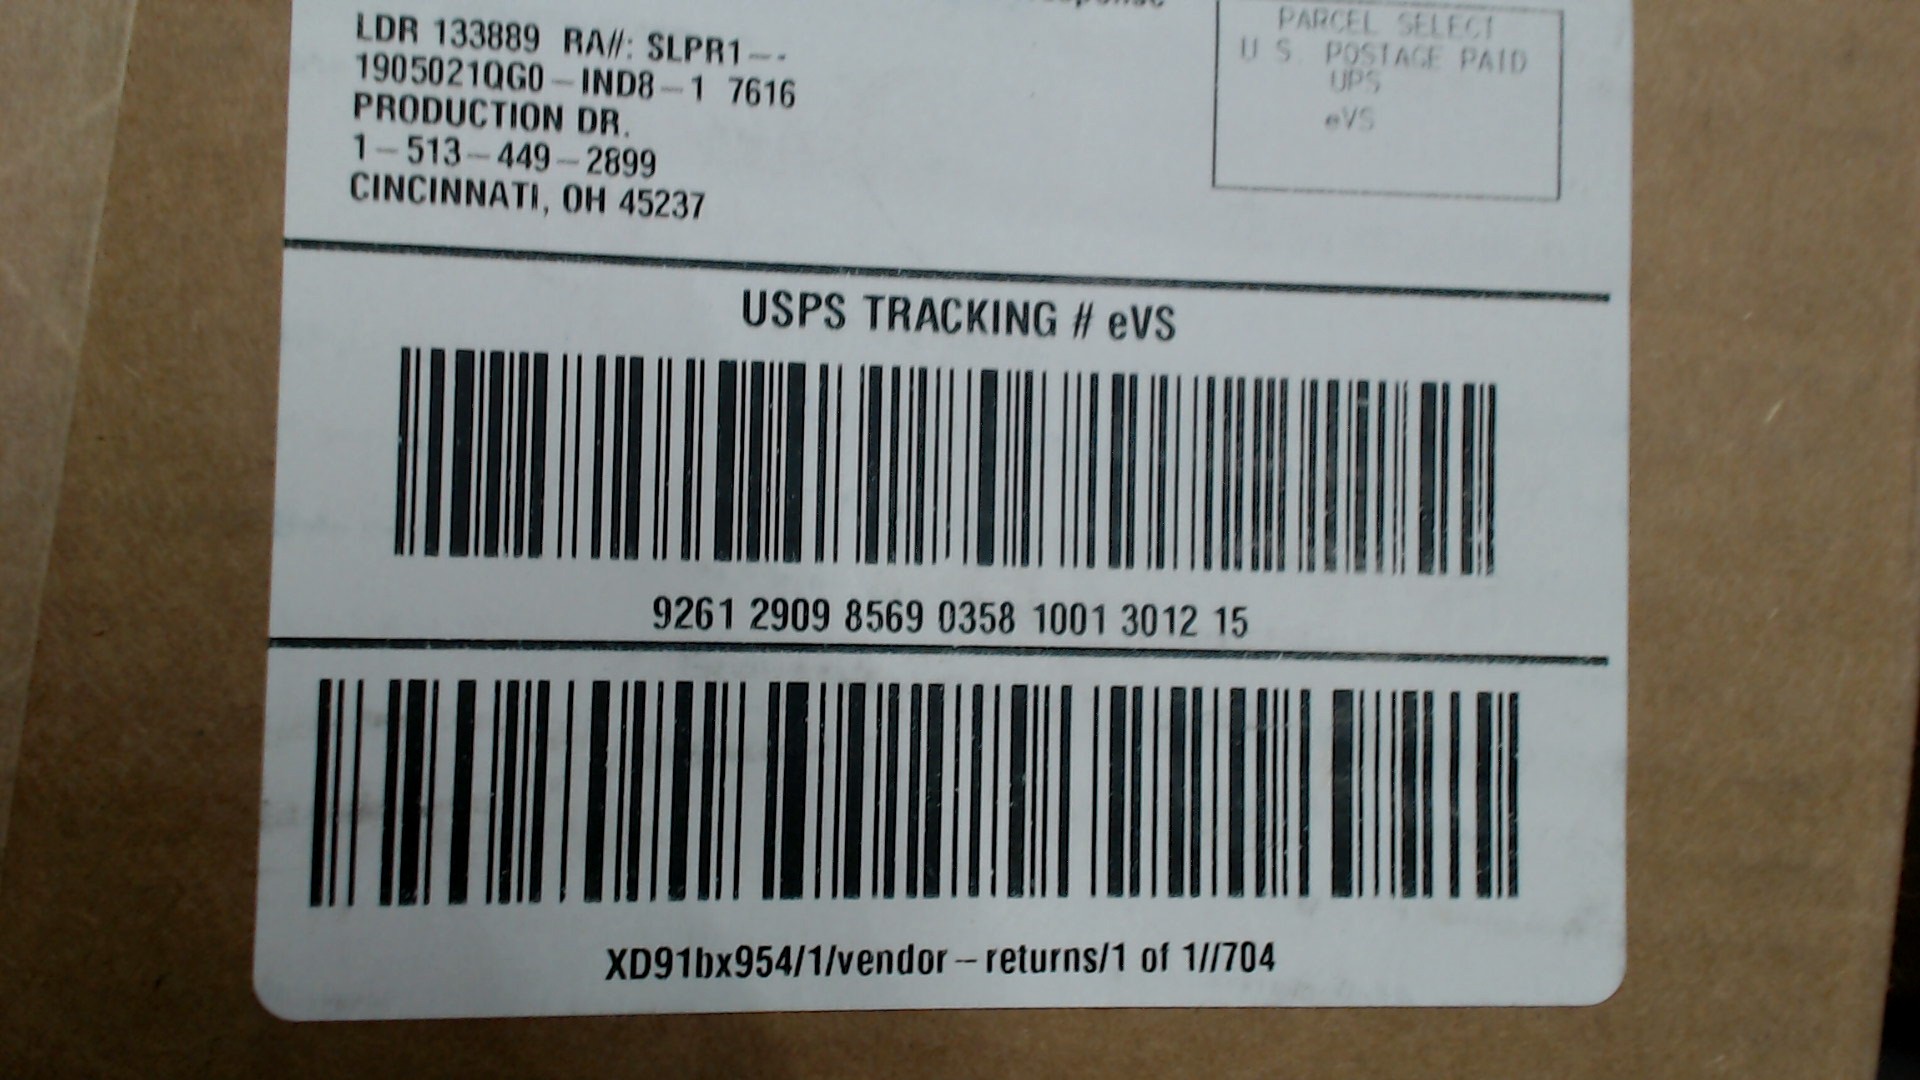 LDR 133889 RA//: SLPR1--
1905021QG0-IND8-1 7616
PRODUCTION DR.
1-513-449-2899
CINCINNATI, OH 45237
PARCEL SELECT
U S. POSTAGE PAID
UPS
eVS
USPS TRACKING # eVS
9261 2909 8569 0358 1001 3012 15
XD91bx954/1/vendor-returns/1 of 1//704